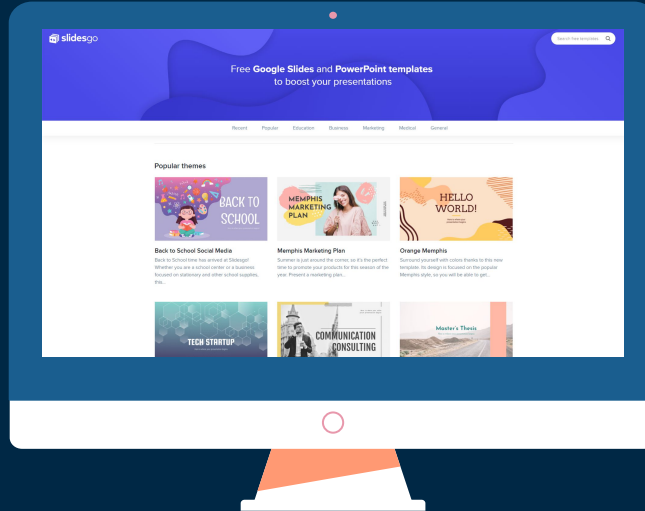 slidesgo
Search free templates
Free Google Slides and PowerPoint templates
to boost your presentations
Recent Popular Education Business Marketing Medical General
Popular themes
BACK TO
SCHOOL
MEMPHIS
MARKETING
PLAN
HELLO
WORLD!
Back to School Social Media
Back to School time has arrived at Slidesgo!
Whether you are a school center or a business
focused on stationary and other school supplies,
this...
Memphis Marketing Plan
Summer is just around the corner, so it's the perfect
time to promote your products for this season of the
year. Present a marketing plan...
Orange Memphis
Surround yourself with colors thanks to this new
template. Its design is focused on the popular
Memphis style, so you will be able to get...
TECH STARTUP
COMMUNICATION
CONSULTING
Master's Thesis